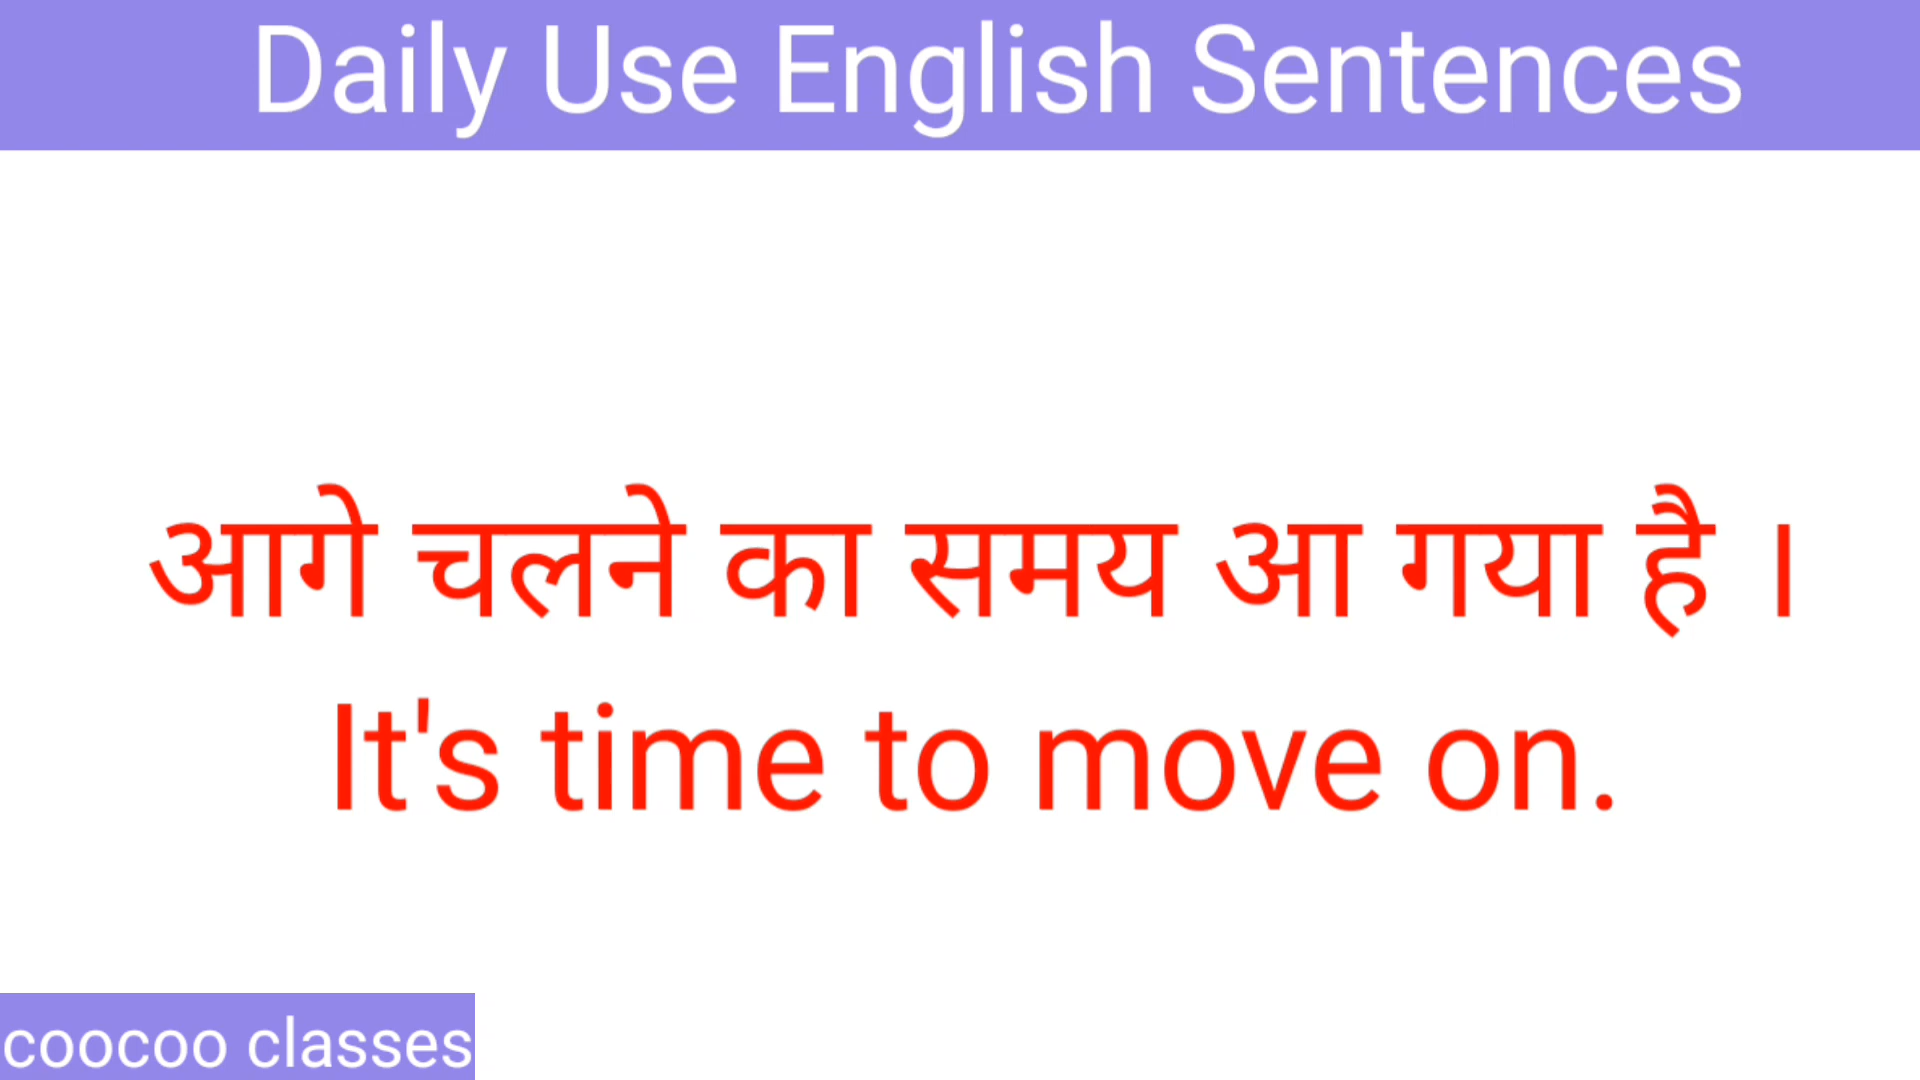 Daily Use English Sentences
आगे चलने का समय आ गया है ।
It's time to move on.
coocoo classes